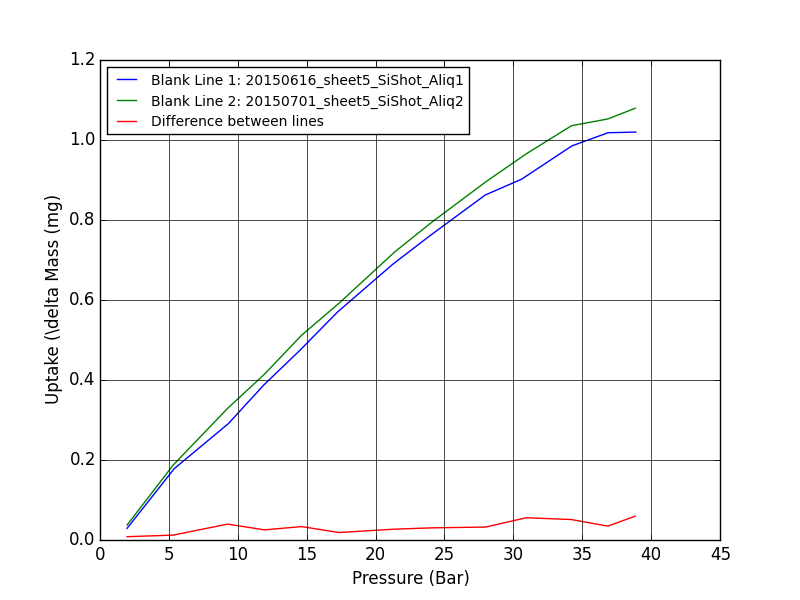 1.2
Blank Line 1: 20150616_sheet5_SiShot_Aliq1
Blank Line 2: 20150701_sheet5_SiShot_Aliq2
Difference between lines
1.0
0.8
0.6
0.4
0.2
0.0
Uptake (\delta Mass (mg)
0 5 10 15 20 25 30 35 40 45
Pressure (Bar)